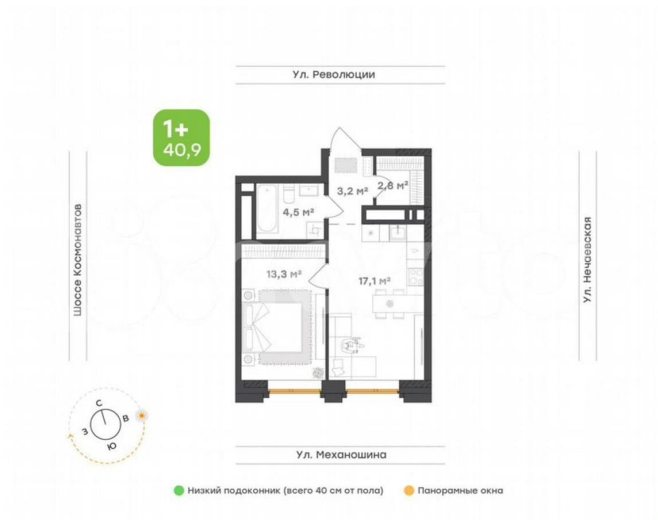 Ул. Революции
1+
40,9
3,2 м²
2,8 м²
4,5 м²
13,3 м²
17,1 м²
Шоссе Космонавтов
Ул. Нечаевская
С
В
З
Ю
Ул. Механошина
Низкий подоконник (всего 40 см от пола)
Панорамные окна